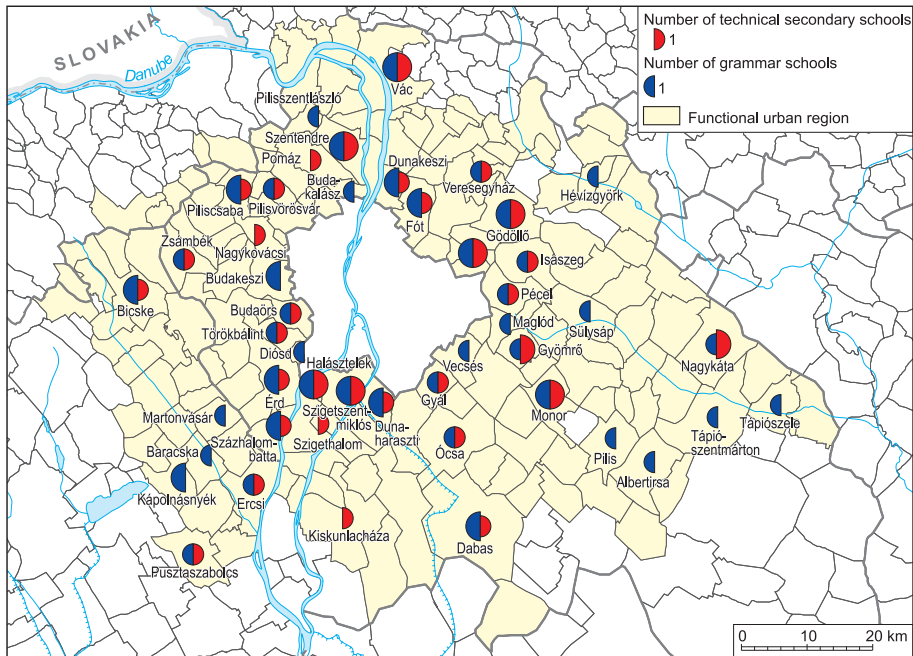 SLOVAKIA
Danube
Number of technical secondary schools
1
Number of grammar schools
1
Functional urban region
Vác
Pilisszentlászló
Szentendre
Pomáz
Buda-
kalász
Dunakeszi
Veresegyház
Hévízgyörk
Piliscsaba
Pilisvörösvár
Fót
Gödöllő
Zsámbék
Nagykovácsi
Isaszeg
Budakeszi
Bicske
Pécel
Budaörs
Maglód
Sülysáp
Törökbálint
Diósd
Vecsés
Gyömrő
Nagykáta
Halásztelek
Érd
Szigetszent-
miklós
Gyál
Monor
Martonvásár
Százhalom-
batta
Szigethalom
Duna-
haraszti
Tápió-
szentmárton
Tápiószele
Baracska
Ócsa
Pilis
Albertirsa
Kápolnásnyék
Ercsi
Kiskunlacháza
Dabas
Pusztaszabolcs
0 10 20 km